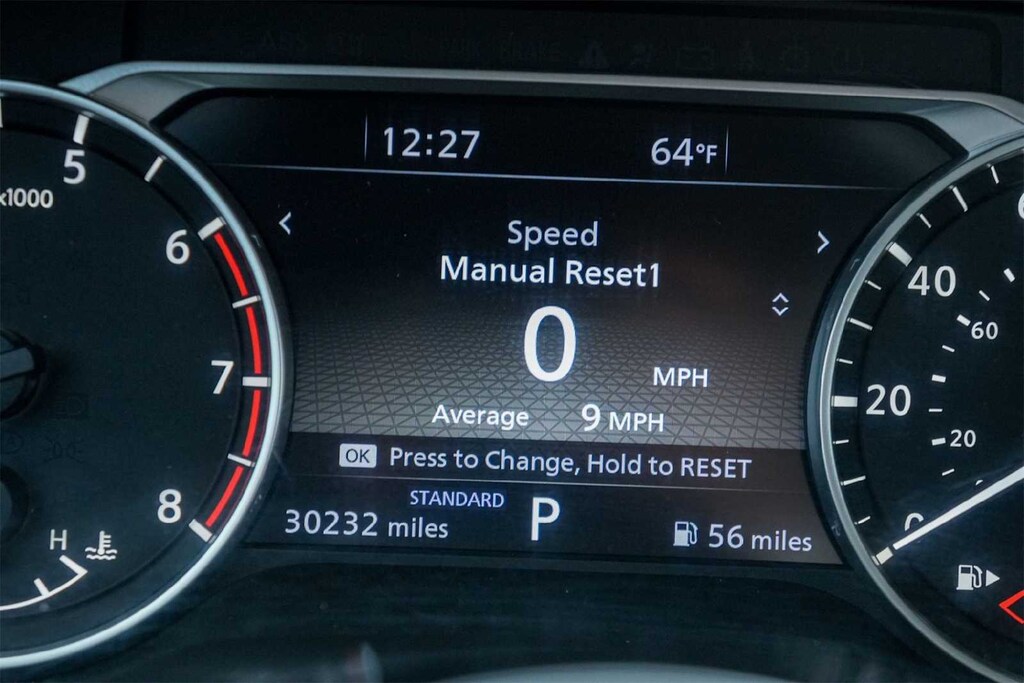 12:27 64°F
5
x1000
6
7
8
H
Speed
Manual Reset1
0 MPH
Average 9 MPH
OK Press to Change, Hold to RESET
STANDARD
30232 miles P 56 miles
40
60
20
20
0